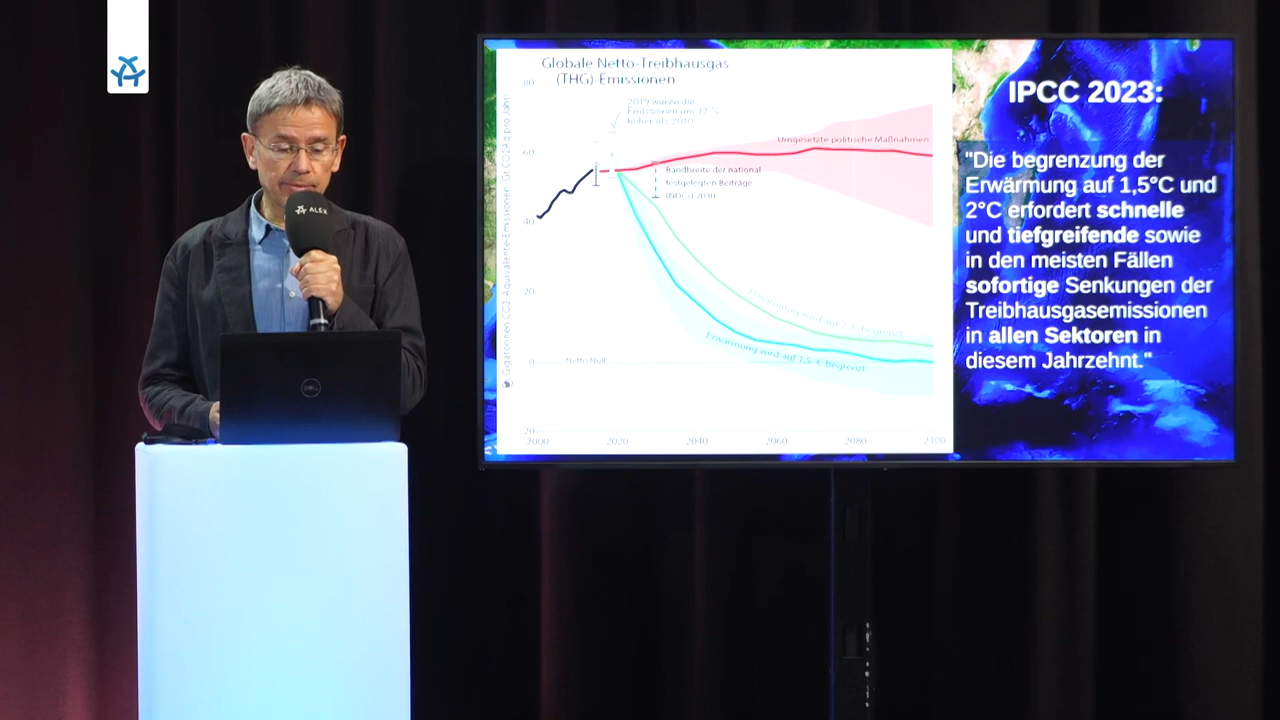 ALEX
DELL
Globale Netto-Treibhausgas
(THG)-Emissionen
80
60
40
20
0
20
2019 waren die
Emissionen um 12 %
höher als 2010
Umgesetzte politische Maßnahmen
Bandbreite der national
festgelegten Beiträge
(NDCs) 2030
Erwärmung wird auf 2°C begrenzt
Erwärmung wird auf 1,5 °C begrenzt
Netto Null
2000 2020 2040 2060 2080 2100
IPCC 2023:
"Die begrenzung der
Erwärmung auf 1,5°C und
2°C erfordert schnelle
und tiefgreifende sowie
in den meisten Fällen
sofortige Senkungen der
Treibhausgasemissionen
in allen Sektoren in
diesem Jahrzehnt."